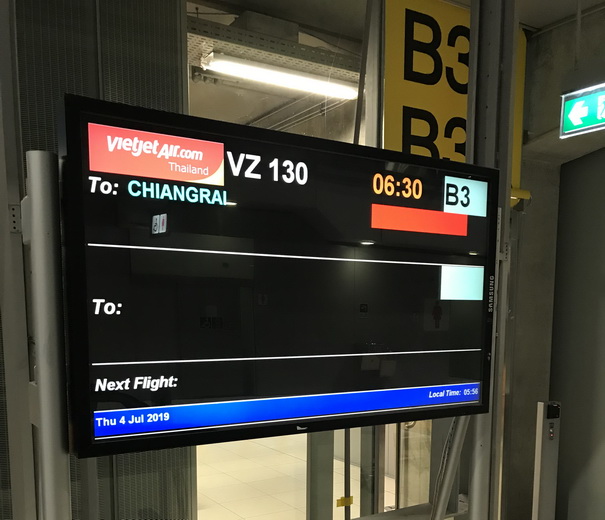 B3
B3
vietjetAir.com
Thailand
VZ 130
06:30
B3
To: CHIANGRAI
To:
SAMSUNG
Next Flight:
Local Time: 05:56
Thu 4 Jul 2019